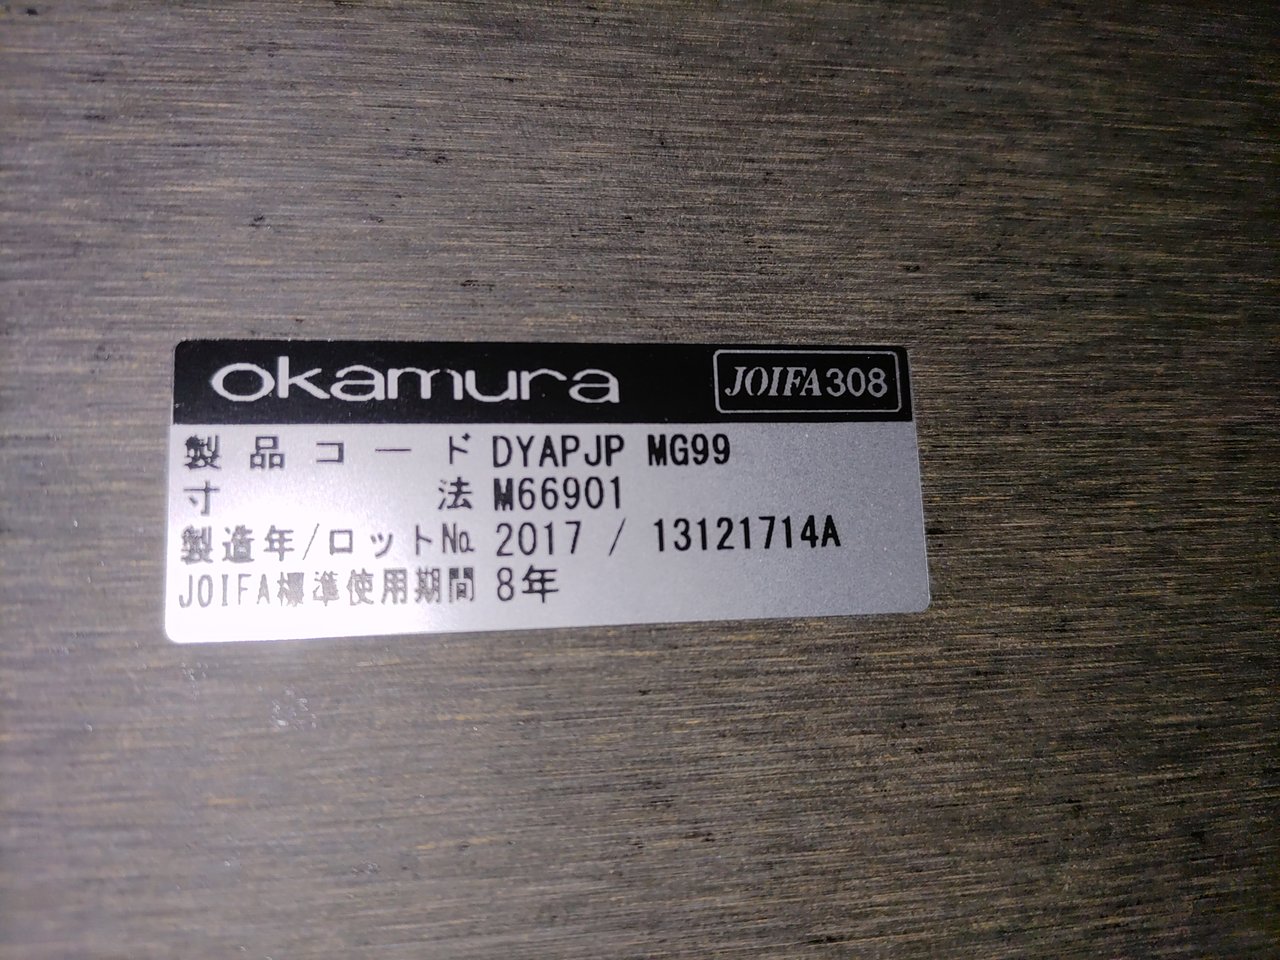 okamura JOIFA308
製品コード DYAPJP MG99
寸法 M66901
製造年/ロット№ 2017 / 13121714A
JOIFA標準使用期間 8年